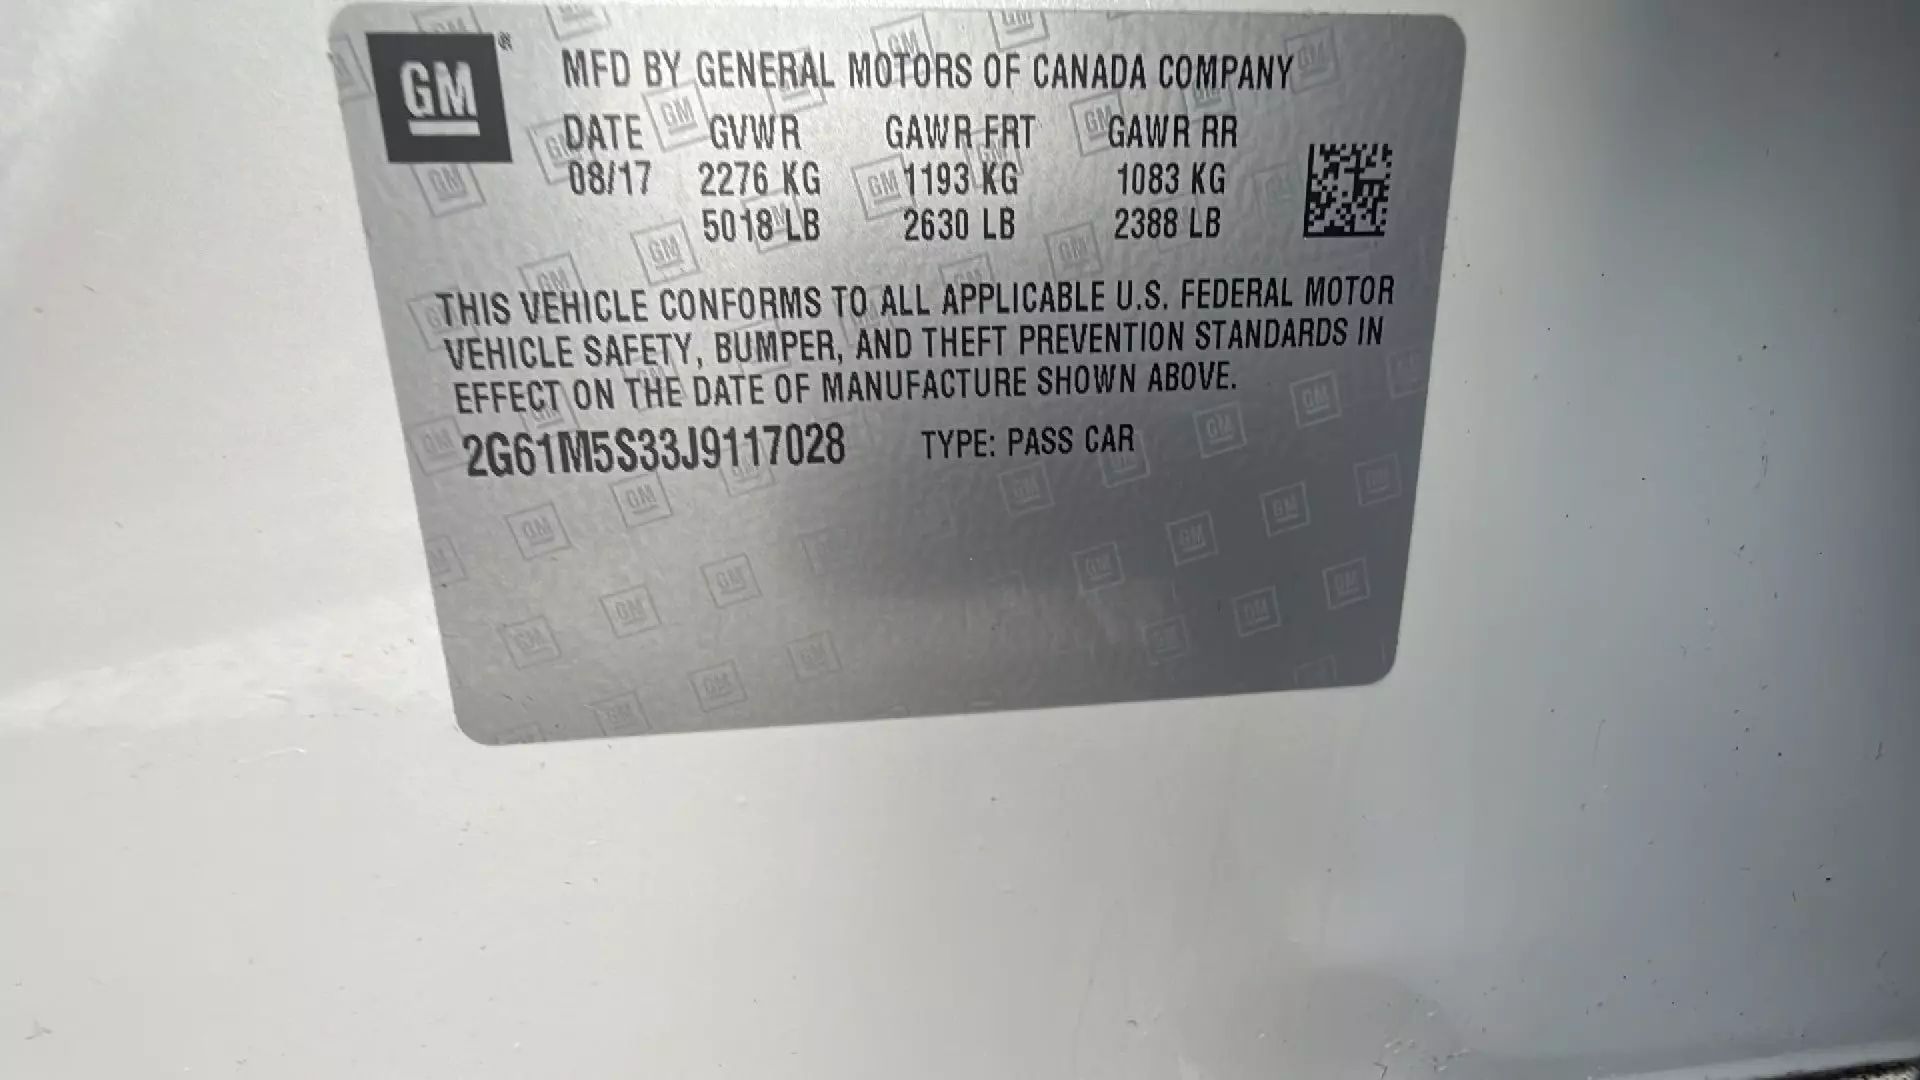 GM ®
MFD BY GENERAL MOTORS OF CANADA COMPANY
DATE GVWR GAWR FRT GAWR RR
08/17 2276 KG 1193 KG 1083 KG
5018 LB 2630 LB 2388 LB
THIS VEHICLE CONFORMS TO ALL APPLICABLE U.S. FEDERAL MOTOR
VEHICLE SAFETY, BUMPER, AND THEFT PREVENTION STANDARDS IN
EFFECT ON THE DATE OF MANUFACTURE SHOWN ABOVE.
2G61M5S33J9117028 TYPE: PASS CAR